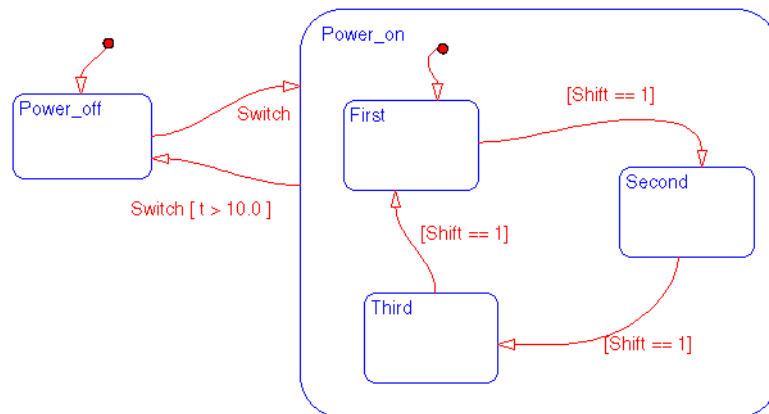 Power_on
Power_off
Switch
Switch [ t > 10.0 ]
First
[Shift == 1]
Second
[Shift == 1]
Third
[Shift == 1]